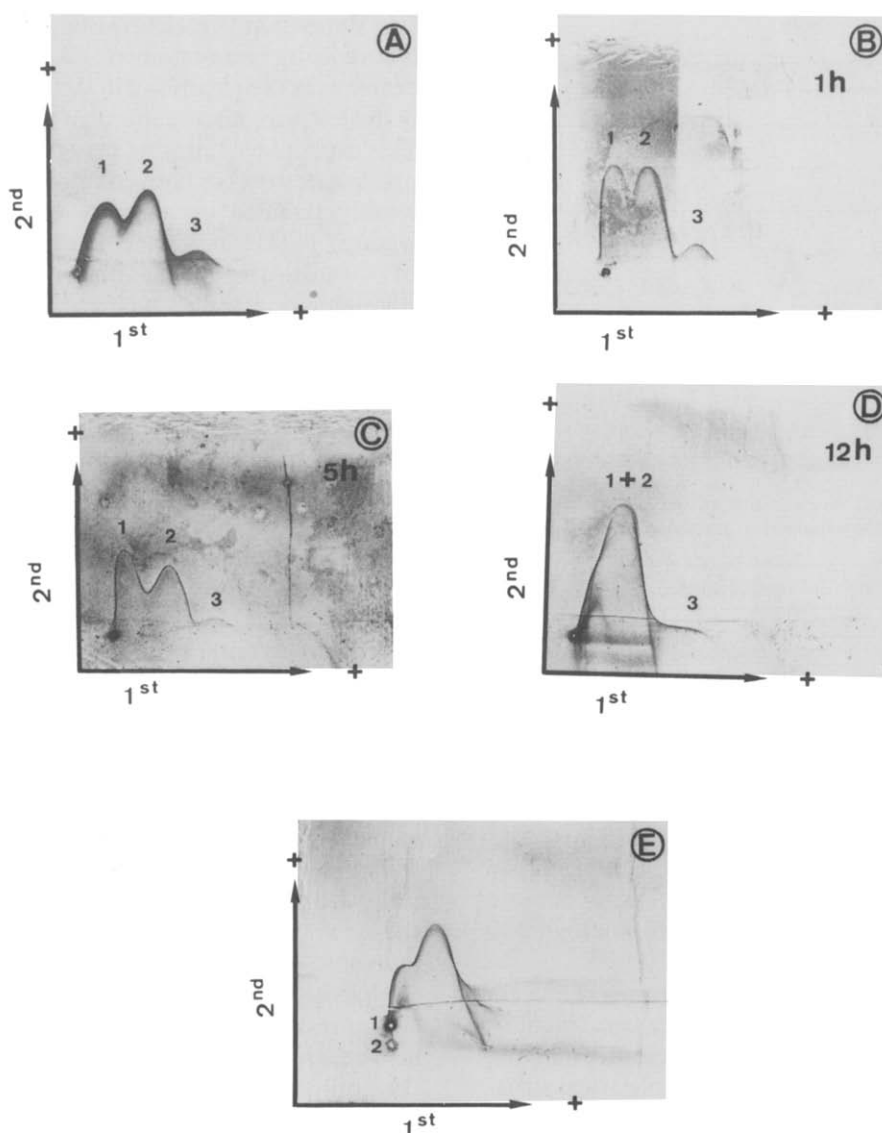 A
+
1 2
3
2nd
1st +
B
+
1h
1 2
3
2nd
1st +
C
+
5h
1 2
3
2nd
1st +
D
+
12h
1 + 2
3
2nd
1st +
E
+
2nd
1
2
1st +